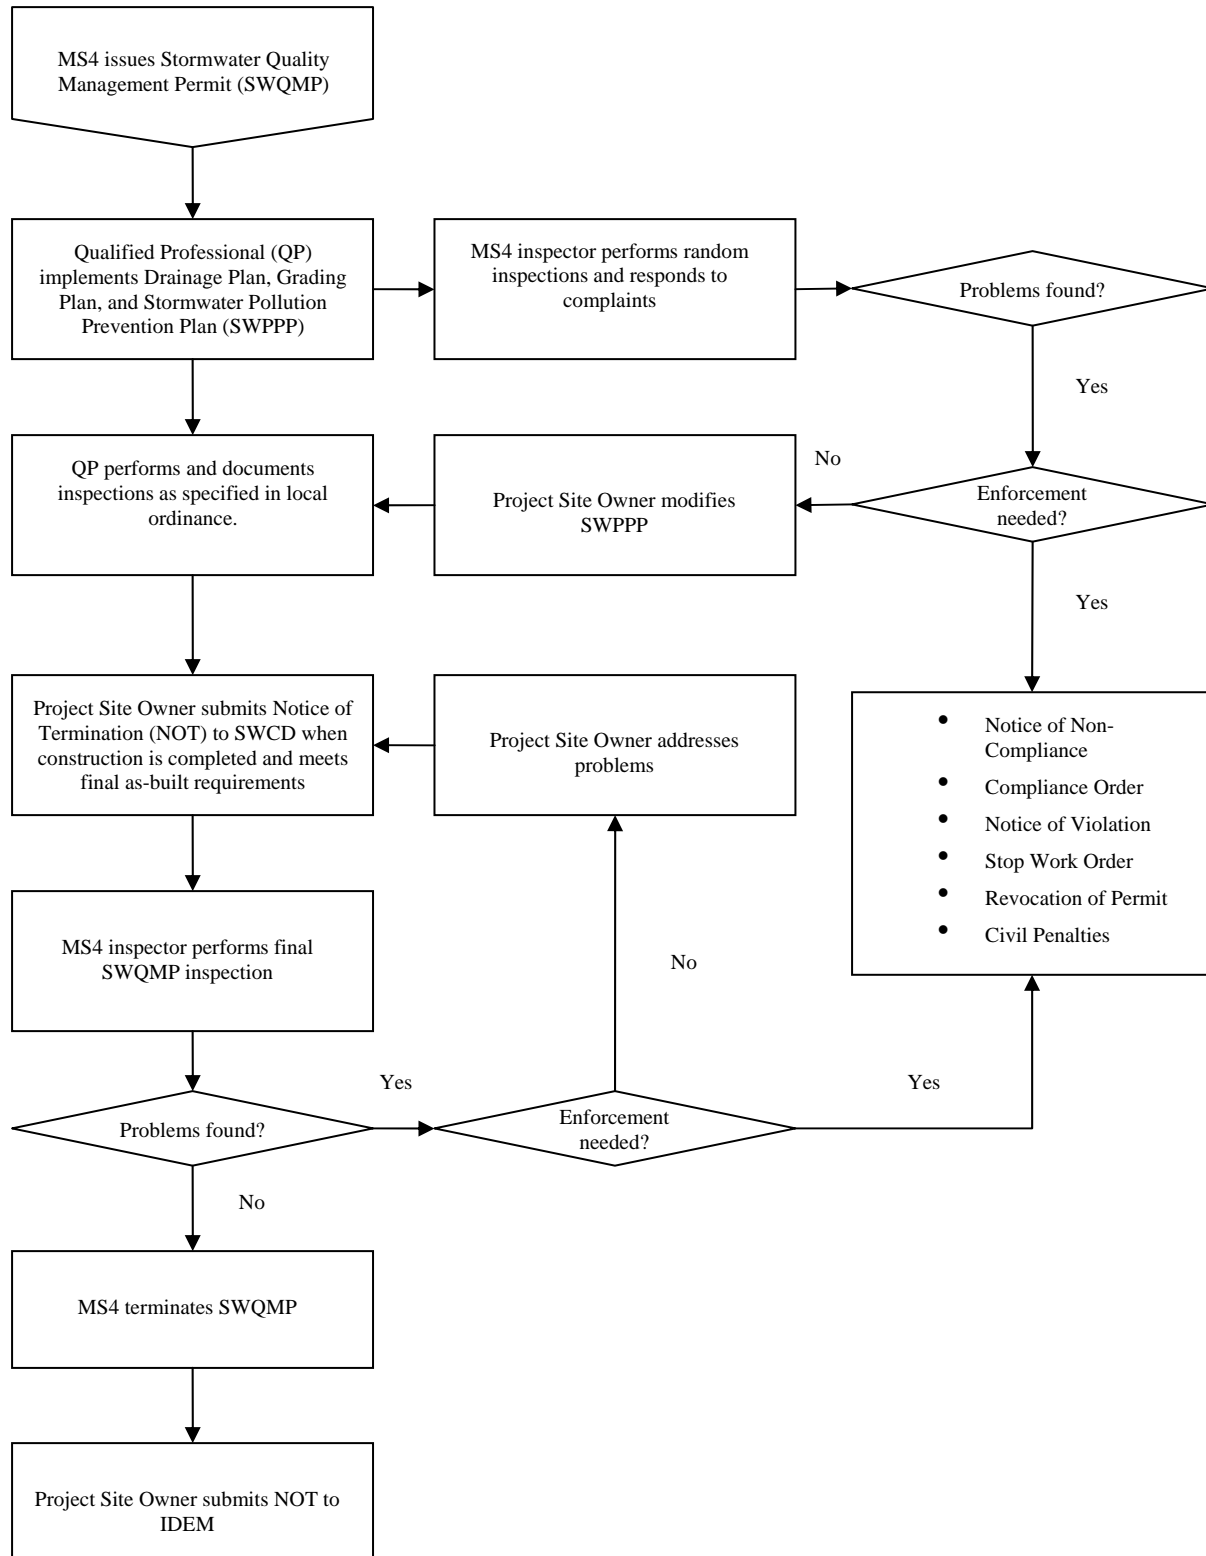 MS4 issues Stormwater Quality
Management Permit (SWQMP)
Qualified Professional (QP)
implements Drainage Plan, Grading
Plan, and Stormwater Pollution
Prevention Plan (SWPPP)
MS4 inspector performs random
inspections and responds to
complaints
Problems found?
Yes
QP performs and documents
inspections as specified in local
ordinance.
Project Site Owner modifies
SWPPP
No
Enforcement
needed?
Yes
Project Site Owner submits Notice of
Termination (NOT) to SWCD when
construction is completed and meets
final as-built requirements
Project Site Owner addresses
problems
• Notice of Non-
Compliance
• Compliance Order
• Notice of Violation
• Stop Work Order
• Revocation of Permit
• Civil Penalties
MS4 inspector performs final
SWQMP inspection
No
Problems found?
Yes
Enforcement
needed?
Yes
No
MS4 terminates SWQMP
Project Site Owner submits NOT to
IDEM